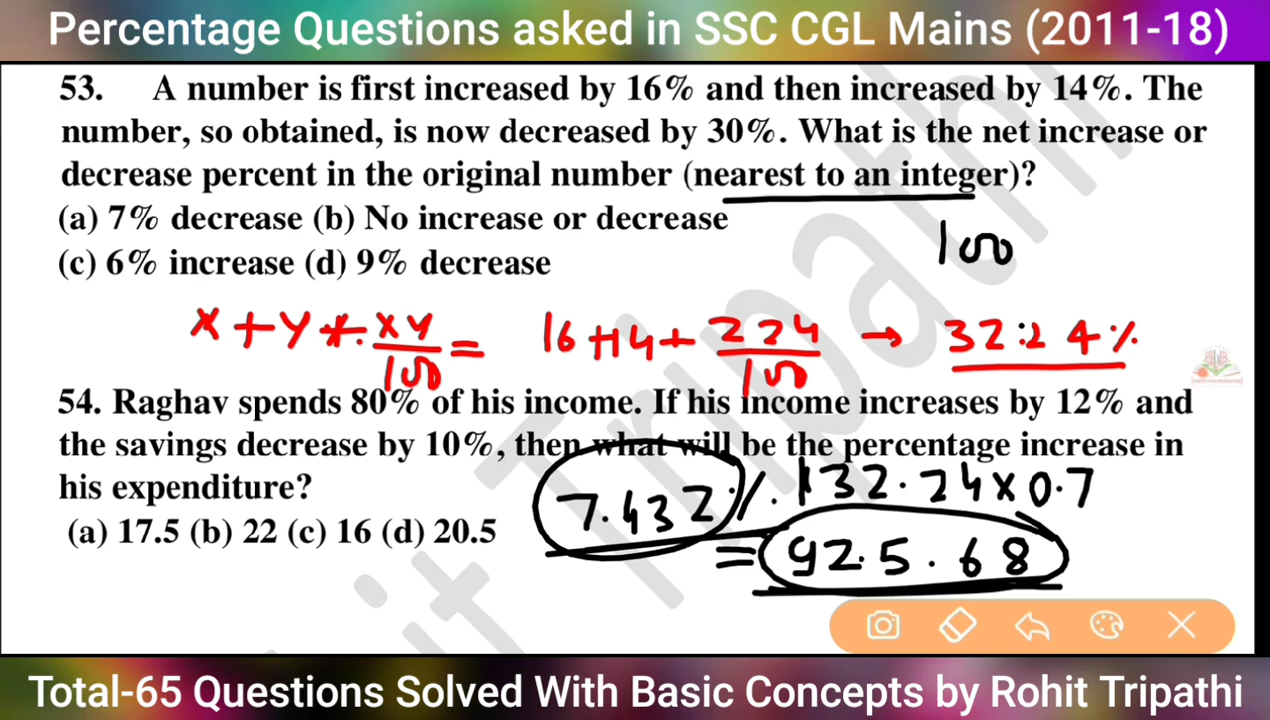 Percentage Questions asked in SSC CGL Mains (2011-18)
53. A number is first increased by 16% and then increased by 14%. The
number, so obtained, is now decreased by 30%. What is the net increase or
decrease percent in the original number (nearest to an integer)?
(a) 7% decrease (b) No increase or decrease
(c) 6% increase (d) 9% decrease
100
x + y + xy/100 = 16+14+ 224/100 → 32.24%
54. Raghav spends 80% of his income. If his income increases by 12% and
the savings decrease by 10%, then what will be the percentage increase in
his expenditure?
(a) 17.5 (b) 22 (c) 16 (d) 20.5
7.432%. 132.24×0.7
= 92.5.68
Total-65 Questions Solved With Basic Concepts by Rohit Tripathi